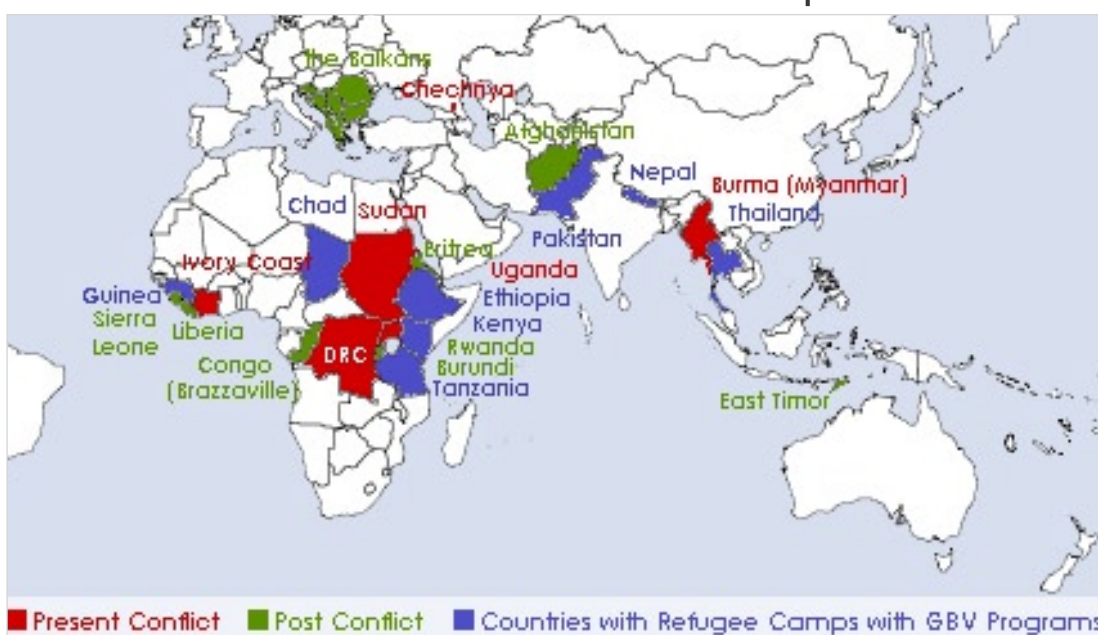 the Balkans
Chechnya
Afghanistan
Nepal
Burma (Myanmar)
Chad
Sudan
Thailand
Pakistan
Eritrea
Ivory Coast
Uganda
Guinea
Ethiopia
Sierra
Leone
Liberia
Kenya
DRC
Rwanda
Congo
(Brazzaville)
Burundi
Tanzania
East Timor
Present Conflict
Post Conflict
Countries with Refugee Camps with GBV Programs